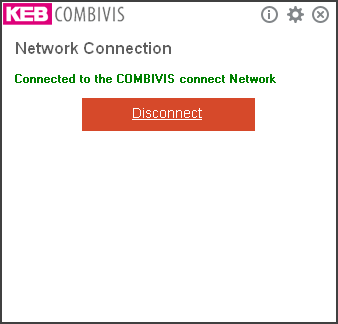 KEB COMBIVIS
Network Connection
Connected to the COMBIVIS connect Network
Disconnect